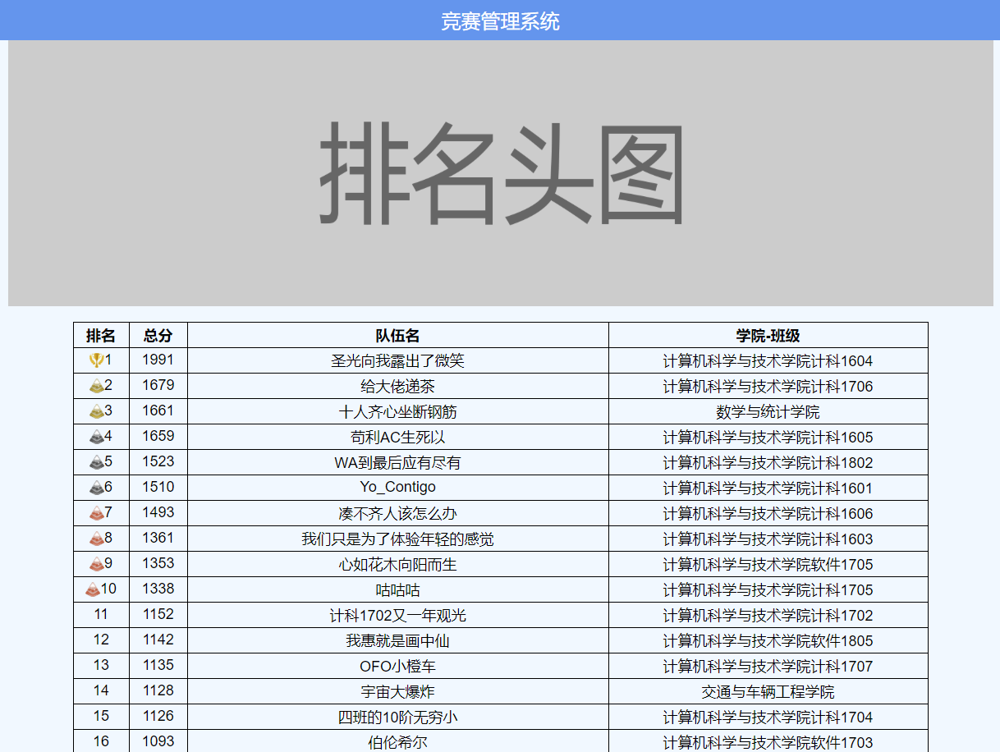 竞赛管理系统
排名头图
排名 总分 队伍名 学院-班级
1 1991 圣光向我露出了微笑 计算机科学与技术学院计科1604
2 1679 给大佬递茶 计算机科学与技术学院计科1706
3 1661 十人齐心坐断钢筋 数学与统计学院
4 1659 苟利AC生死以 计算机科学与技术学院计科1605
5 1523 WA到最后应有尽有 计算机科学与技术学院计科1802
6 1510 Yo_Contigo 计算机科学与技术学院计科1601
7 1493 凑不齐人该怎么办 计算机科学与技术学院计科1606
8 1361 我们只是为了体验年轻的感觉 计算机科学与技术学院计科1603
9 1353 心如花木向阳而生 计算机科学与技术学院软件1705
10 1338 咕咕咕 计算机科学与技术学院计科1705
11 1152 计科1702又一年观光 计算机科学与技术学院计科1702
12 1142 我惠就是画中仙 计算机科学与技术学院软件1805
13 1135 OFO小橙车 计算机科学与技术学院计科1707
14 1128 宇宙大爆炸 交通与车辆工程学院
15 1126 四班的10阶无穷小 计算机科学与技术学院计科1704
16 1093 伯伦希尔 计算机科学与技术学院软件1703